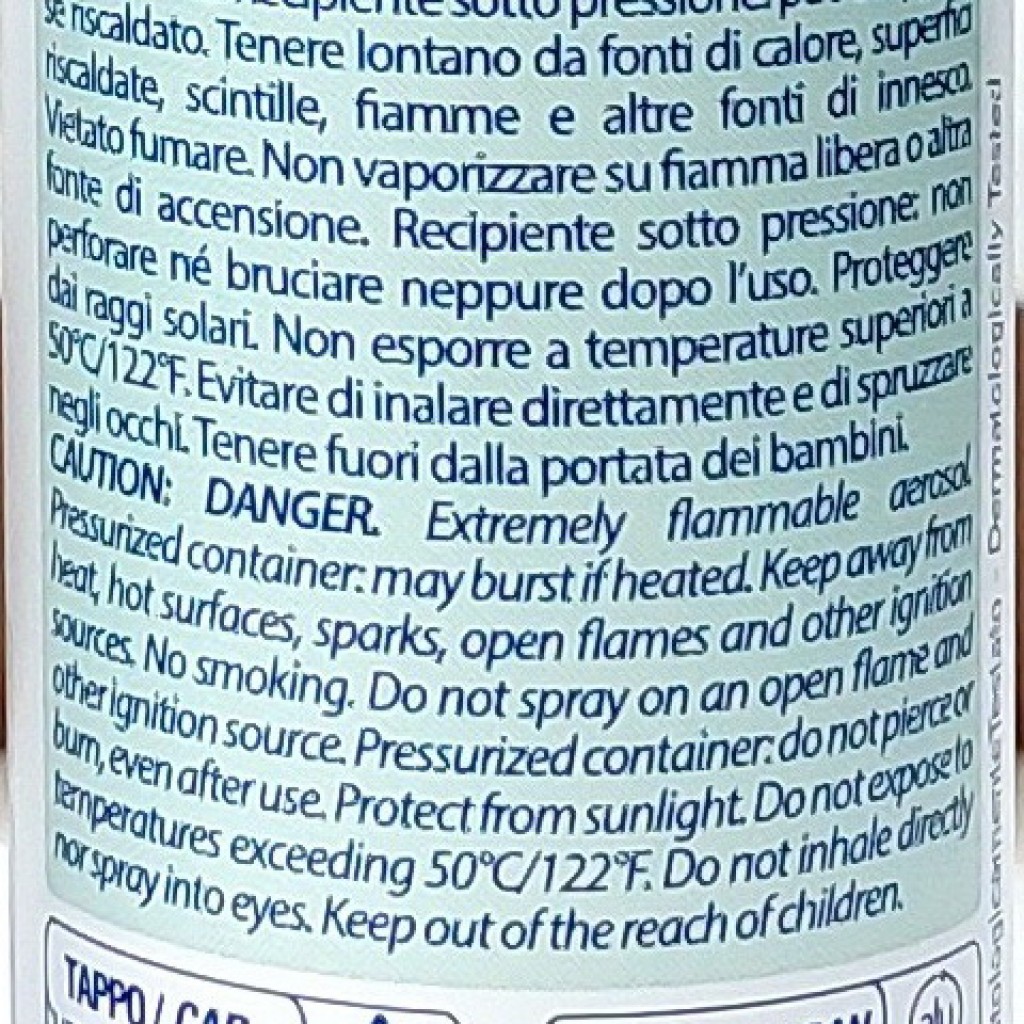 se riscaldato. Tenere lontano da fonti di calore, superfici
riscaldate, scintille, fiamme e altre fonti di innesco.
Vietato fumare. Non vaporizzare su fiamma libera o altra
fonte di accensione. Recipiente sotto pressione: non
perforare né bruciare neppure dopo l'uso. Proteggere
dai raggi solari. Non esporre a temperature superiori a
50°C/122°F. Evitare di inalare direttamente e di spruzzare
negli occhi. Tenere fuori dalla portata dei bambini.
CAUTION: DANGER. Extremely flammable aerosol.
Pressurized container: may burst if heated. Keep away from
heat, hot surfaces, sparks, open flames and other ignition
sources. No smoking. Do not spray on an open flame and
other ignition source. Pressurized container: do not pierce or
burn, even after use. Protect from sunlight. Do not expose to
temperatures exceeding 50°C/122°F. Do not inhale directly
nor spray into eyes. Keep out of the reach of children.
TAPPO / CAP
alu
Testato - Dermatologically Tested